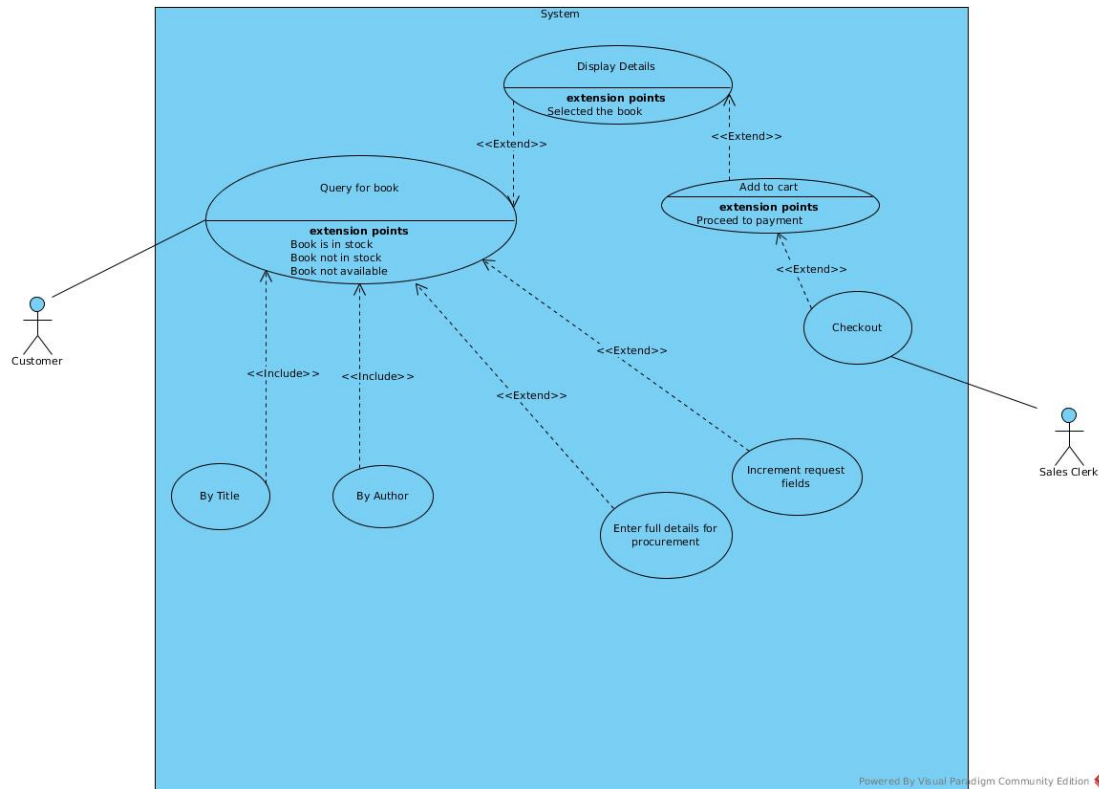 System
Display Details
extension points
Selected the book
<<Extend>>
<<Extend>>
Query for book
extension points
Book is in stock
Book not in stock
Book not available
Add to cart
extension points
Proceed to payment
<<Extend>>
Checkout
Customer
<<Include>>
<<Include>>
<<Extend>>
<<Extend>>
Sales Clerk
By Title
By Author
Increment request
fields
Enter full details for
procurement
Powered By Visual Paradigm Community Edition